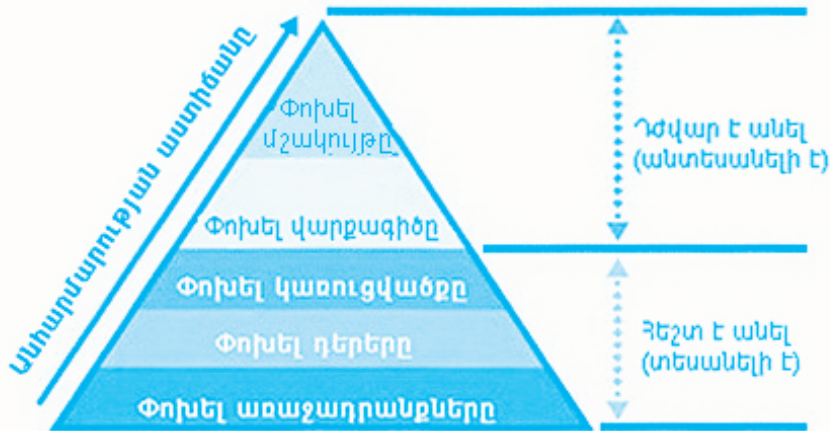 Անհարմարության աստիճանը
Փոխել
մշակույթը
Փոխել վարքագիծը
Փոխել կառուցվածքը
Փոխել դերերը
Փոխել առաջադրանքները
Դժվար է անել
(անտեսանելի է)
Հեշտ է անել
(տեսանելի է)